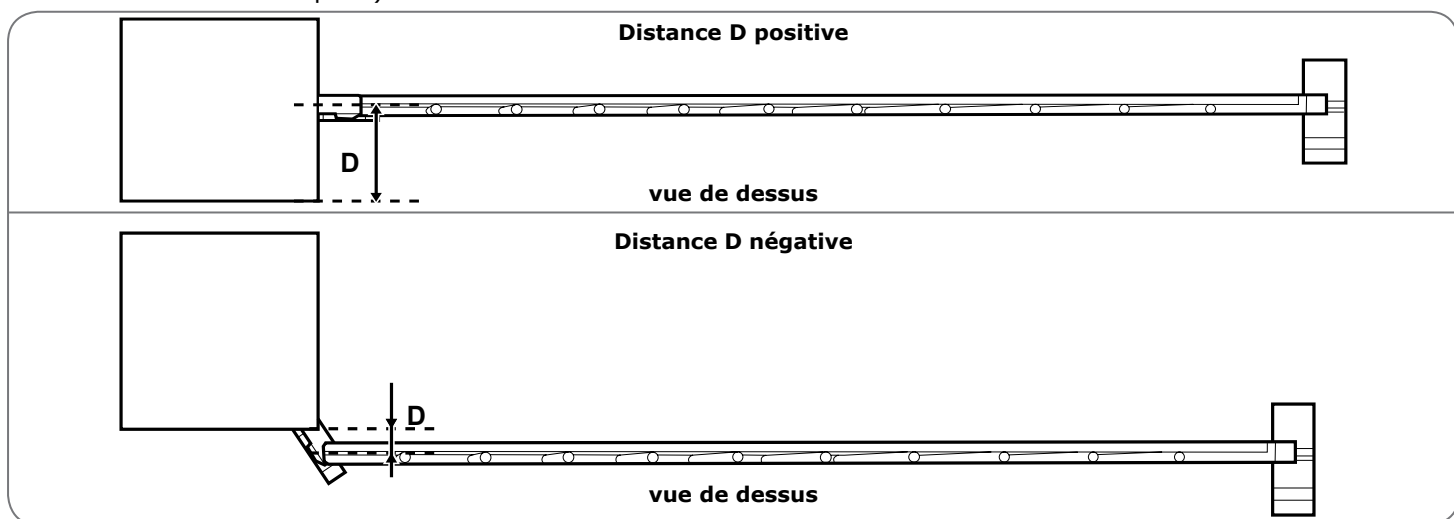 Distance D positive
D
vue de dessus
Distance D négative
D
vue de dessus